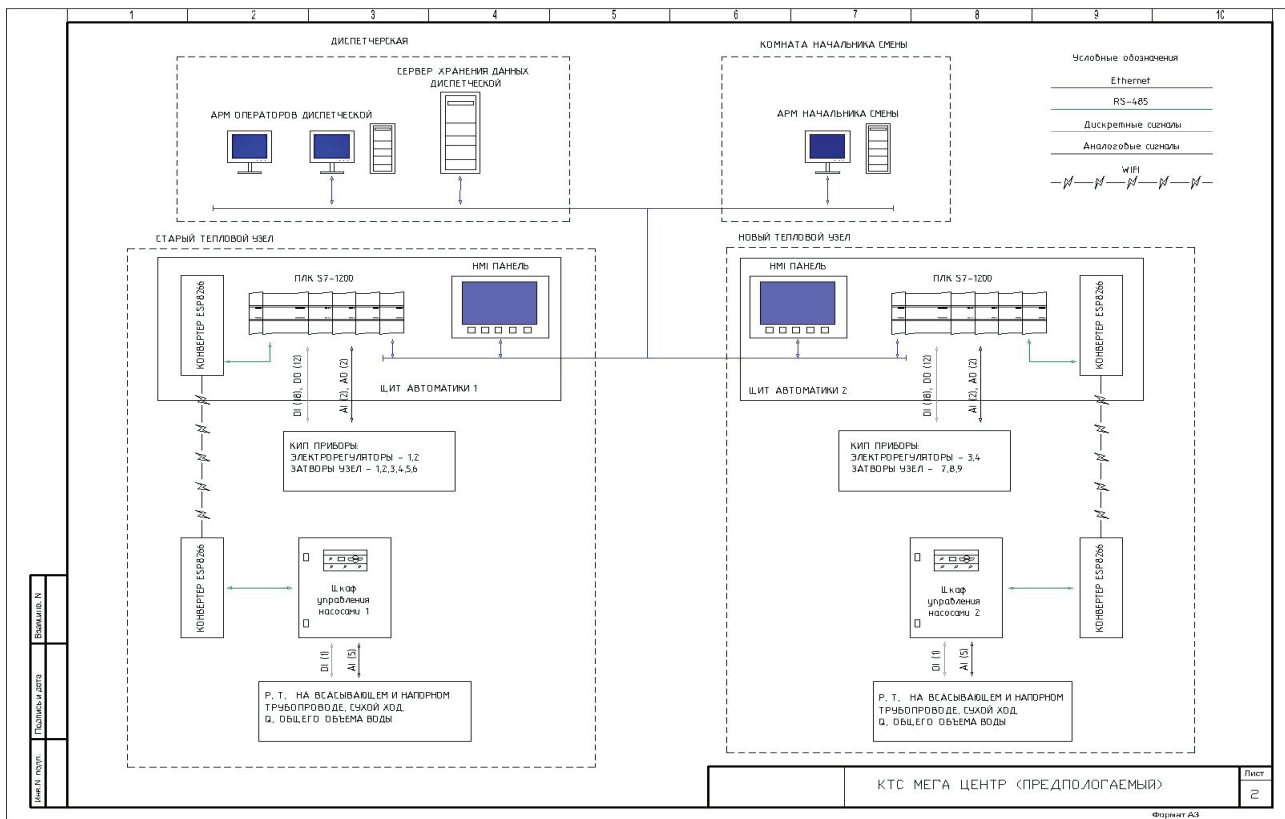 1 2 3 4 5 6 7 8 9 10
ДИСПЕТЧЕРСКАЯ
СЕРВЕР ХРАНЕНИЯ ДАННЫХ
ДИСПЕТЧЕСКОЙ
АРМ ОПЕРАТОРОВ ДИСПЕТЧЕСКОЙ
КОМНАТА НАЧАЛЬНИКА СМЕНЫ
АРМ НАЧАЛЬНИКА СМЕНЫ
Условные обозначения
Ethernet
RS-485
Дискретные сигналы
Аналоговые сигналы
WIFI
СТАРЫЙ ТЕПЛОВОЙ УЗЕЛ
КОНВЕРТЕР ESP8266
ПЛК S7-1200
HMI ПАНЕЛЬ
ЩИТ АВТОМАТИКИ 1
DI (18), DO (12)
AI (2), AO (2)
КИП ПРИБОРЫ:
ЭЛЕКТРОРЕГУЛЯТОРЫ - 1,2
ЗАТВОРЫ УЗЕЛ - 1,2,3,4,5,6
КОНВЕРТЕР ESP8266
Шкаф
управления
насосами 1
DI (1)
AI (5)
P, T, НА ВСАСЫВАЮЩЕМ И НАПОРНОМ
ТРУБОПРОВОДЕ, СУХОЙ ХОД,
Q, ОБЩЕГО ОБЪЕМА ВОДЫ
НОВЫЙ ТЕПЛОВОЙ УЗЕЛ
HMI ПАНЕЛЬ
ПЛК S7-1200
КОНВЕРТЕР ESP8266
ЩИТ АВТОМАТИКИ 2
DI (18), DO (12)
AI (2), AO (2)
КИП ПРИБОРЫ:
ЭЛЕКТРОРЕГУЛЯТОРЫ - 3,4
ЗАТВОРЫ УЗЕЛ - 7,8,9
Шкаф
управления
насосами 2
КОНВЕРТЕР ESP8266
DI (1)
AI (5)
P, T, НА ВСАСЫВАЮЩЕМ И НАПОРНОМ
ТРУБОПРОВОДЕ, СУХОЙ ХОД,
Q, ОБЩЕГО ОБЪЕМА ВОДЫ
Взам.инв. N
Подпись и дата
Инв.N подл.
КТС МЕГА ЦЕНТР (ПРЕДПОЛОГАЕМЫЙ)
Лист
2
Формат А3